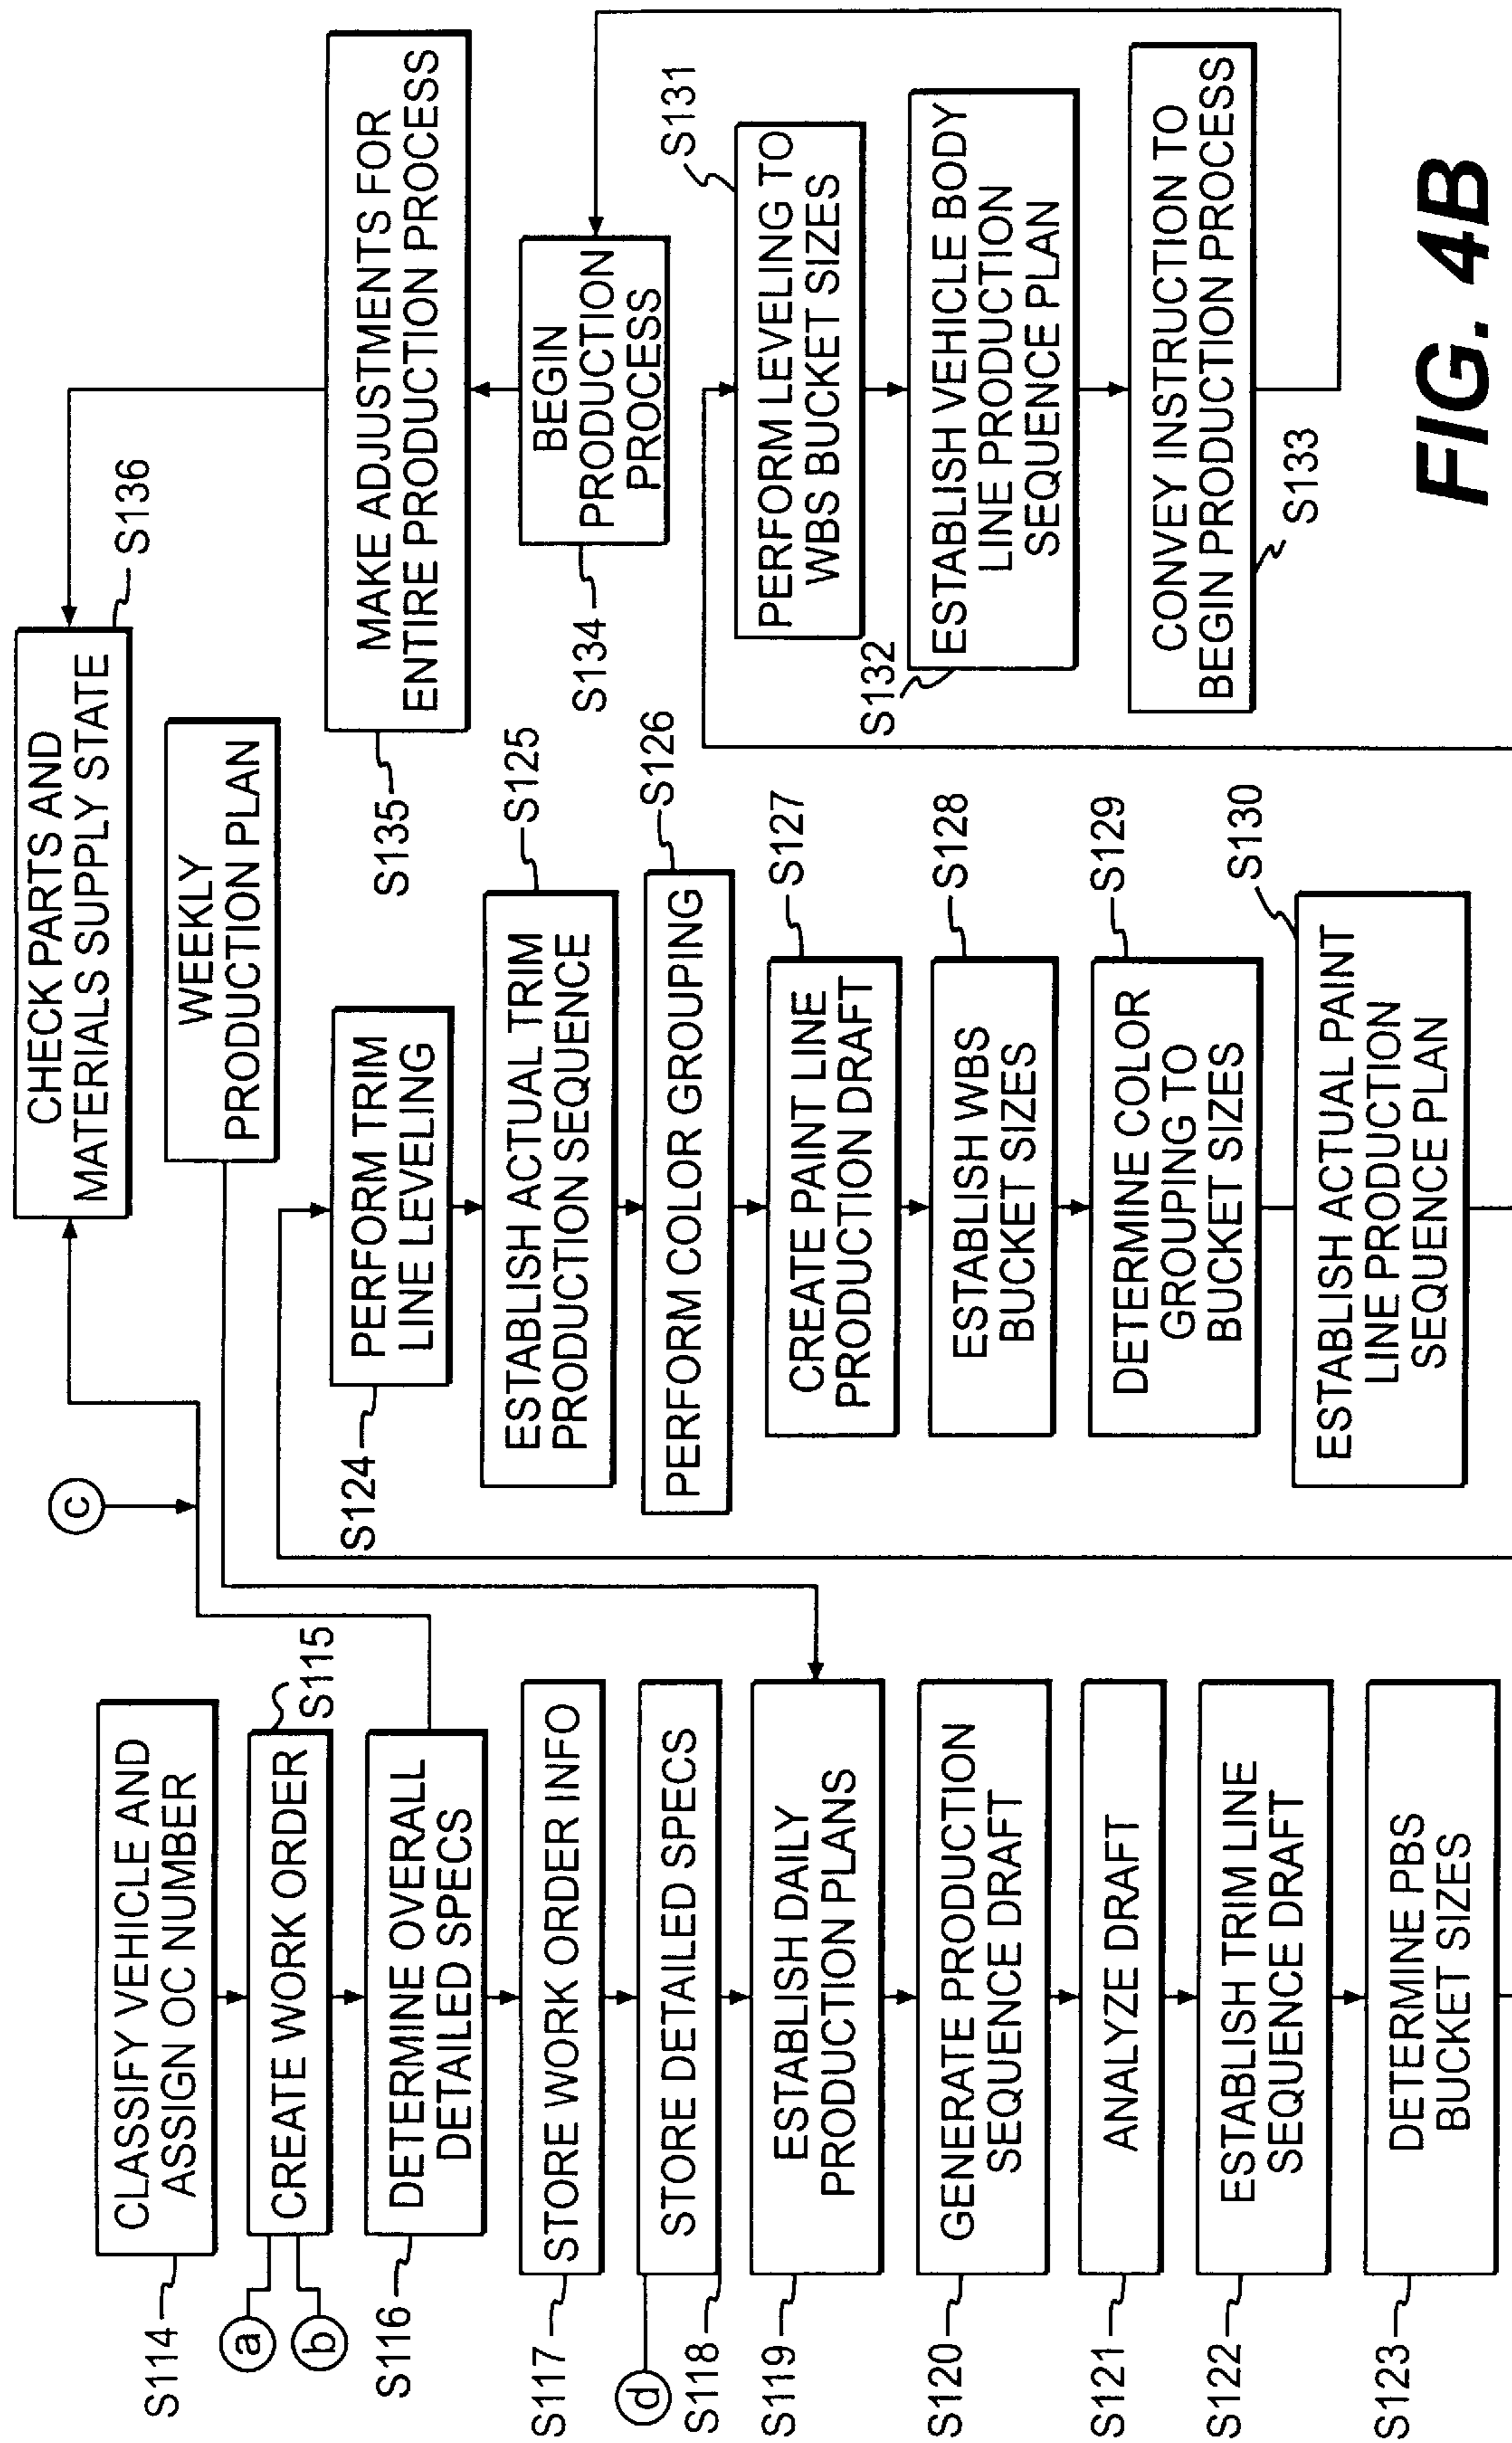 CLASSIFY VEHICLE AND
ASSIGN OC NUMBER
S114
CREATE WORK ORDER
S115
a
b
DETERMINE OVERALL
DETAILED SPECS
S116
STORE WORK ORDER INFO
S117
STORE DETAILED SPECS
d
S118
ESTABLISH DAILY
PRODUCTION PLANS
S119
GENERATE PRODUCTION
SEQUENCE DRAFT
S120
ANALYZE DRAFT
S121
ESTABLISH TRIM LINE
SEQUENCE DRAFT
S122
DETERMINE PBS
BUCKET SIZES
S123
c
CHECK PARTS AND
MATERIALS SUPPLY STATE
S136
WEEKLY
PRODUCTION PLAN
PERFORM TRIM
LINE LEVELING
S124
ESTABLISH ACTUAL TRIM
PRODUCTION SEQUENCE
S125
PERFORM COLOR GROUPING
S126
CREATE PAINT LINE
PRODUCTION DRAFT
S127
ESTABLISH WBS
BUCKET SIZES
S128
DETERMINE COLOR
GROUPING TO
BUCKET SIZES
S129
ESTABLISH ACTUAL PAINT
LINE PRODUCTION
SEQUENCE PLAN
S130
MAKE ADJUSTMENTS FOR
ENTIRE PRODUCTION PROCESS
S135
BEGIN
PRODUCTION
PROCESS
S134
PERFORM LEVELING TO
WBS BUCKET SIZES
S131
ESTABLISH VEHICLE BODY
LINE PRODUCTION
SEQUENCE PLAN
S132
CONVEY INSTRUCTION TO
BEGIN PRODUCTION PROCESS
S133
FIG. 4B